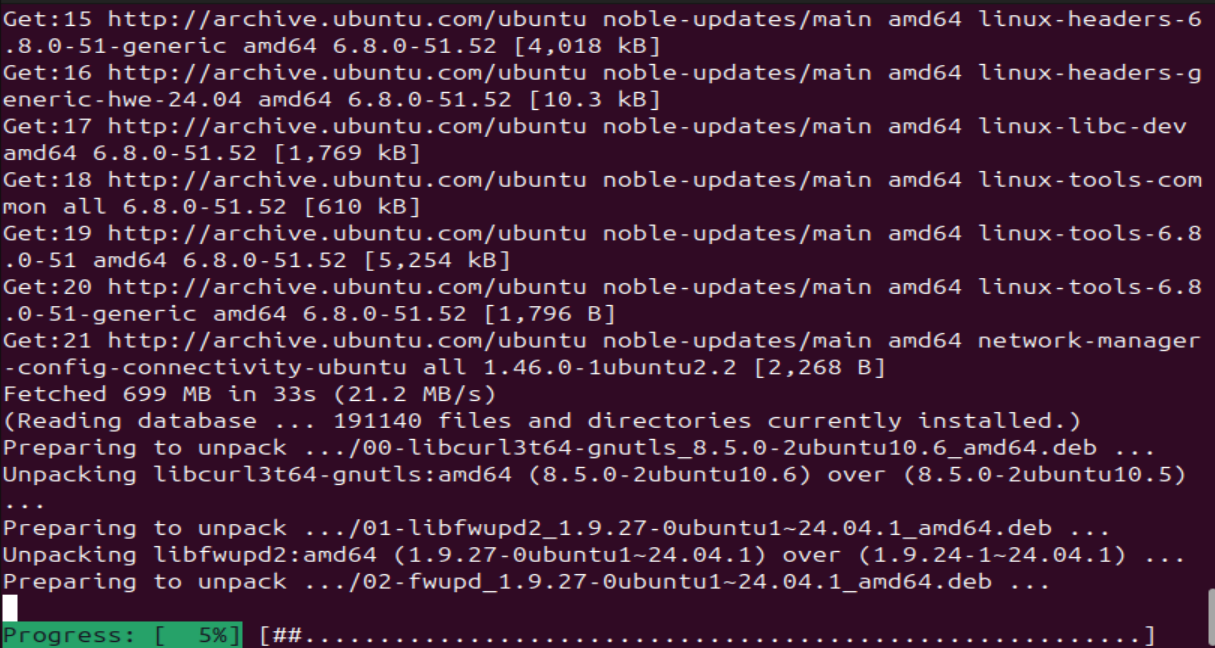 Get:15 http://archive.ubuntu.com/ubuntu noble-updates/main amd64 linux-headers-6
.8.0-51-generic amd64 6.8.0-51.52 [4,018 kB]
Get:16 http://archive.ubuntu.com/ubuntu noble-updates/main amd64 linux-headers-g
eneric-hwe-24.04 amd64 6.8.0-51.52 [10.3 kB]
Get:17 http://archive.ubuntu.com/ubuntu noble-updates/main amd64 linux-libc-dev
amd64 6.8.0-51.52 [1,769 kB]
Get:18 http://archive.ubuntu.com/ubuntu noble-updates/main amd64 linux-tools-com
mon all 6.8.0-51.52 [610 kB]
Get:19 http://archive.ubuntu.com/ubuntu noble-updates/main amd64 linux-tools-6.8
.0-51 amd64 6.8.0-51.52 [5,254 kB]
Get:20 http://archive.ubuntu.com/ubuntu noble-updates/main amd64 linux-tools-6.8
.0-51-generic amd64 6.8.0-51.52 [1,796 B]
Get:21 http://archive.ubuntu.com/ubuntu noble-updates/main amd64 network-manager
-config-connectivity-ubuntu all 1.46.0-1ubuntu2.2 [2,268 B]
Fetched 699 MB in 33s (21.2 MB/s)
(Reading database ... 191140 files and directories currently installed.)
Preparing to unpack .../00-libcurl3t64-gnutls_8.5.0-2ubuntu10.6_amd64.deb ...
Unpacking libcurl3t64-gnutls:amd64 (8.5.0-2ubuntu10.6) over (8.5.0-2ubuntu10.5)
...
Preparing to unpack .../01-libfwupd2_1.9.27-0ubuntu1~24.04.1_amd64.deb ...
Unpacking libfwupd2:amd64 (1.9.27-0ubuntu1~24.04.1) over (1.9.24-1~24.04.1) ...
Preparing to unpack .../02-fwupd_1.9.27-0ubuntu1~24.04.1_amd64.deb ...
Progress: [  5%] [##........................................................]